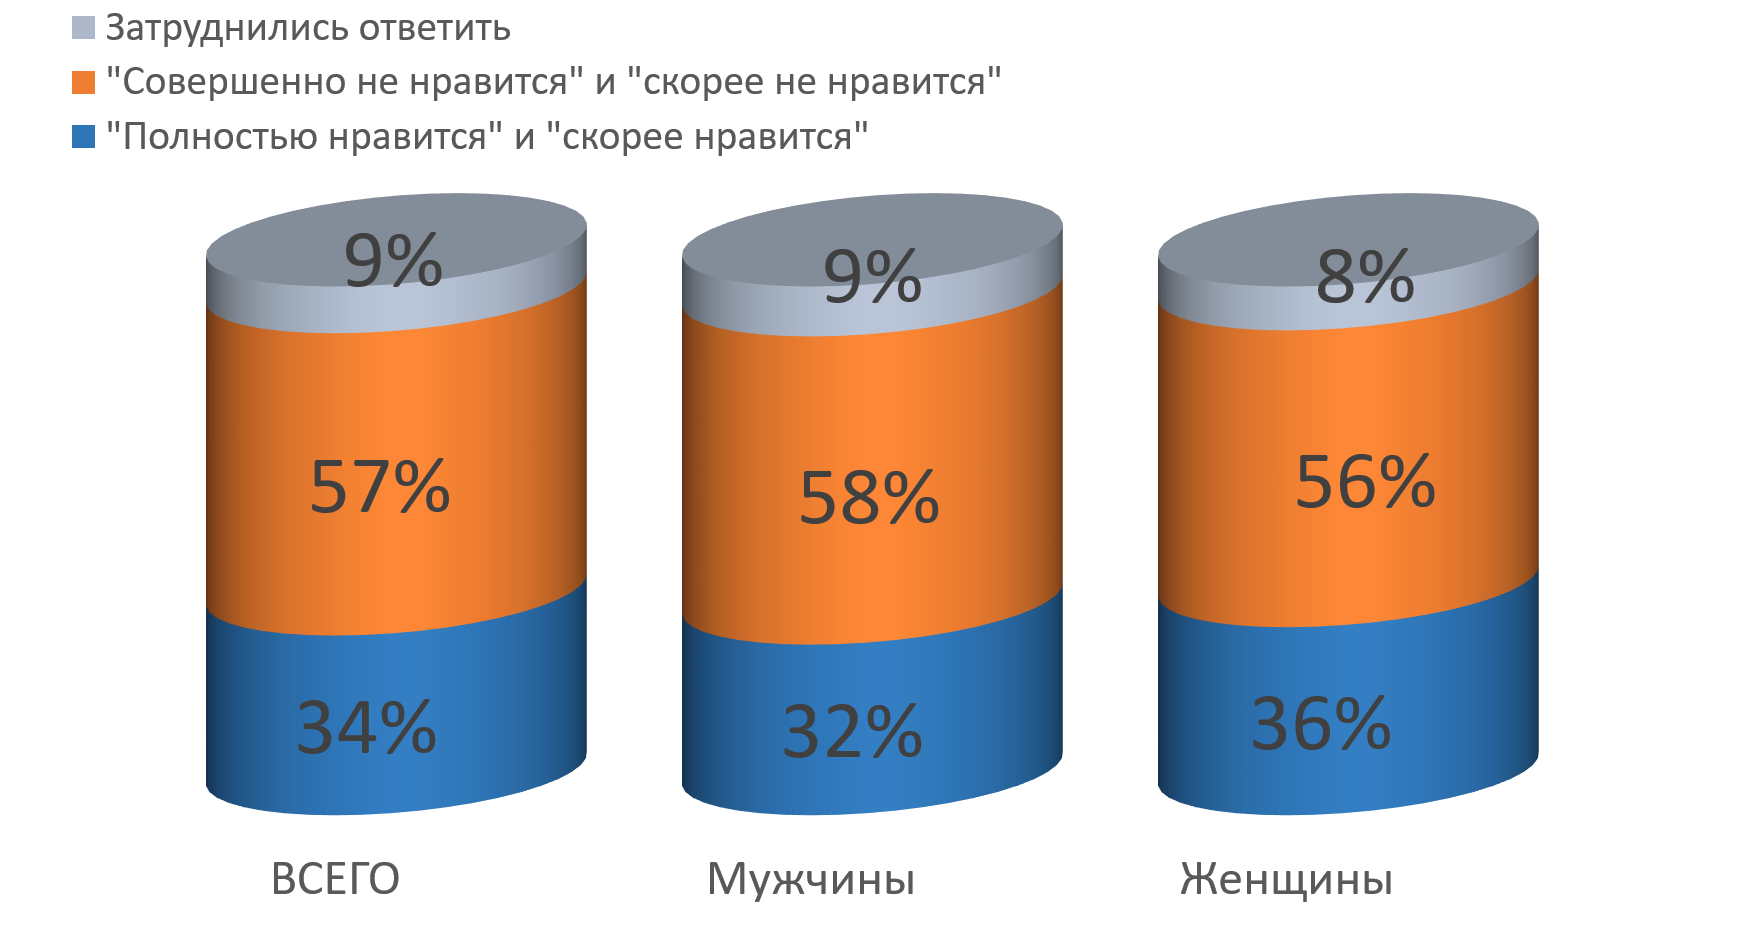 Затруднились ответить
"Совершенно не нравится" и "скорее не нравится"
"Полностью нравится" и "скорее нравится"
9% 9% 8%
57% 58% 56%
34% 32% 36%
ВСЕГО Мужчины Женщины